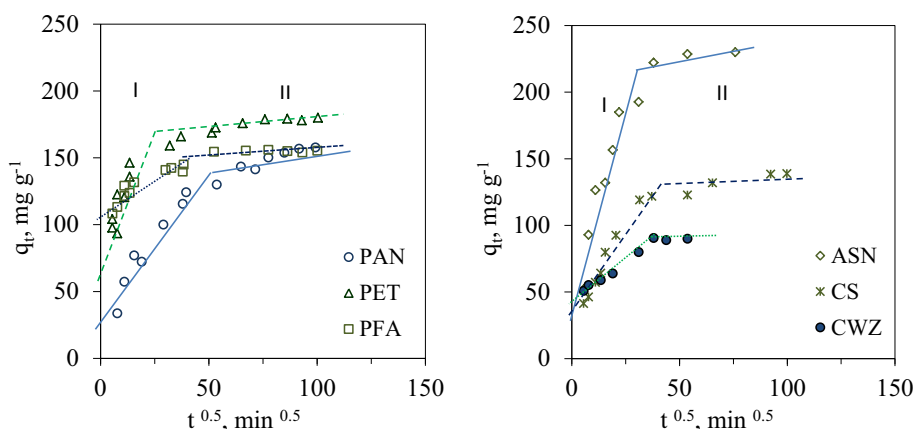 250
200
150
100
50
0
q_t, mg g⁻¹
I
II
PAN
PET
PFA
0 50 100 150
t ^0.5, min ^0.5
250
200
150
100
50
0
q_t, mg g⁻¹
I
II
ASN
CS
CWZ
0 50 100 150
t ^0.5, min ^0.5